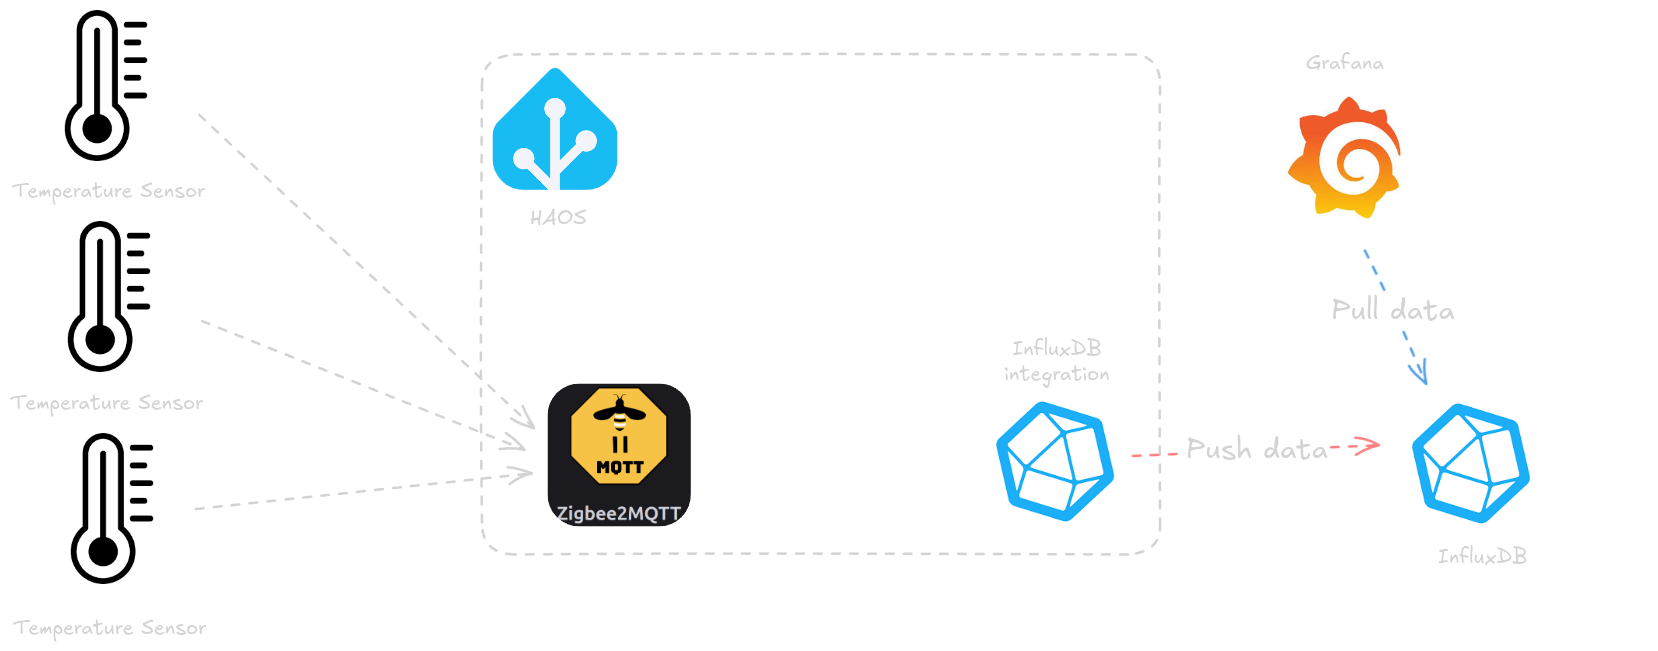 Temperature Sensor
Temperature Sensor
Temperature Sensor
HAOS
MQTT
Zigbee2MQTT
InfluxDB
integration
Push data
Grafana
Pull data
InfluxDB